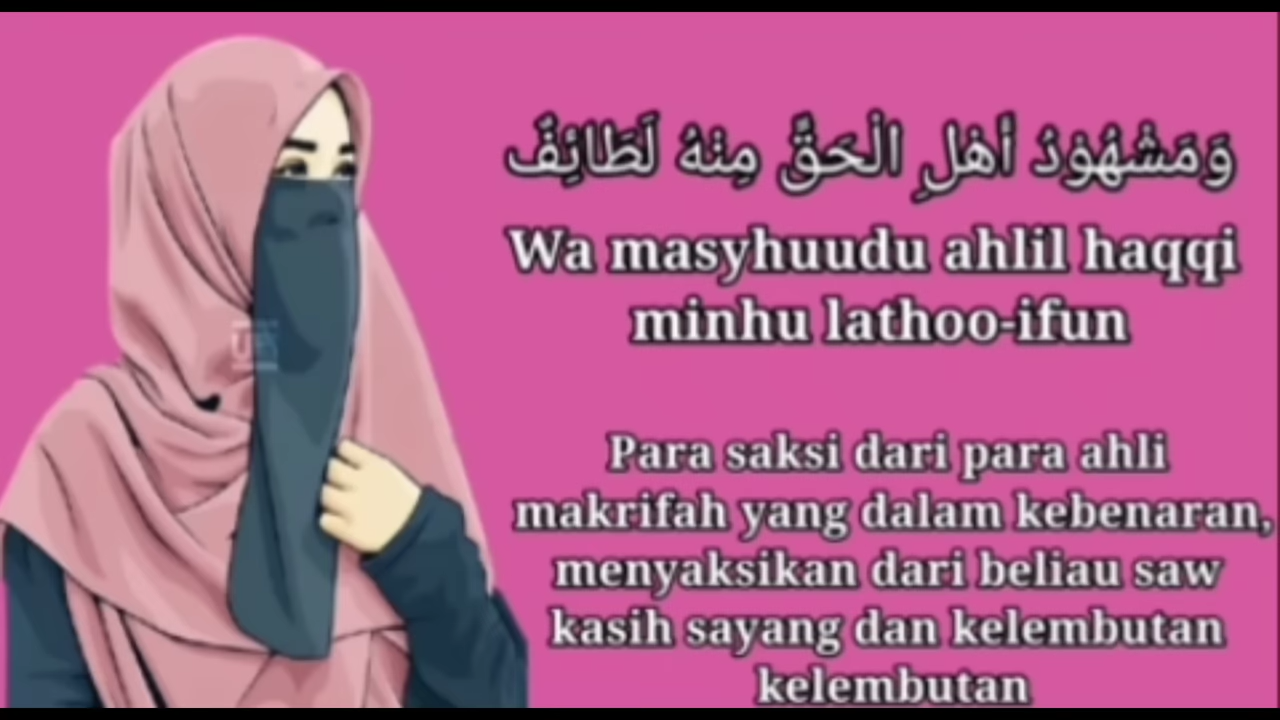 وَمَشْهُوْدُ أَهْلِ الْحَقَّ مِنْهُ لَطَائِفٌ
Wa masyhuudu ahlil haqqi
minhu lathoo-ifun
Para saksi dari para ahli
makrifah yang dalam kebenaran,
menyaksikan dari beliau saw
kasih sayang dan kelembutan
kelembutan